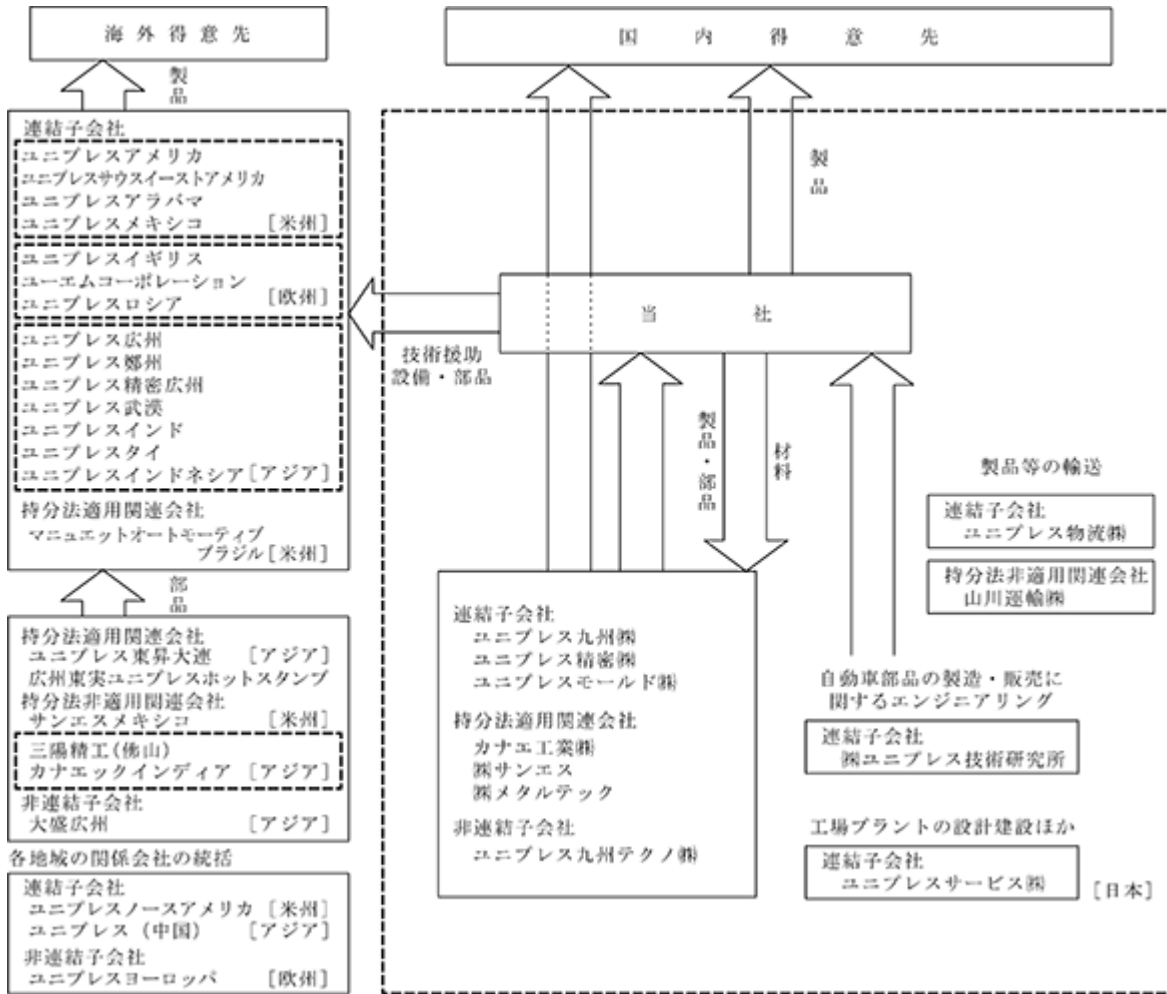 海外得意先
国内得意先
製品
連結子会社
ユニプレスアメリカ
ユニプレスサウスイーストアメリカ
ユニプレスアラバマ
ユニプレスメキシコ [米州]
ユニプレスイギリス
ユーエムコーポレーション
ユニプレスロシア [欧州]
ユニプレス広州
ユニプレス鄭州
ユニプレス精密広州
ユニプレス武漢
ユニプレスインド
ユニプレスタイ
ユニプレスインドネシア [アジア]
持分法適用関連会社
マニュエットオートモーティブ
ブラジル [米州]
部品
持分法適用関連会社
ユニプレス東昇大連 [アジア]
広州東実ユニプレスホットスタンプ
持分法非適用関連会社
サンエスメキシコ [米州]
三陽精工(佛山)
カナエックインディア [アジア]
非連結子会社
大盛広州 [アジア]
各地域の関係会社の統括
連結子会社
ユニプレスノースアメリカ [米州]
ユニプレス(中国) [アジア]
非連結子会社
ユニプレスヨーロッパ [欧州]
製品
当社
技術援助
設備・部品
製品・部品
材料
連結子会社
ユニプレス九州㈱
ユニプレス精密㈱
ユニプレスモールド㈱
持分法適用関連会社
カナエ工業㈱
㈱サンエス
㈱メタルテック
非連結子会社
ユニプレス九州テクノ㈱
製品等の輸送
連結子会社
ユニプレス物流㈱
持分法非適用関連会社
山川運輸㈱
自動車部品の製造・販売に
関するエンジニアリング
連結子会社
㈱ユニプレス技術研究所
工場プラントの設計建設ほか
連結子会社
ユニプレスサービス㈱
[日本]